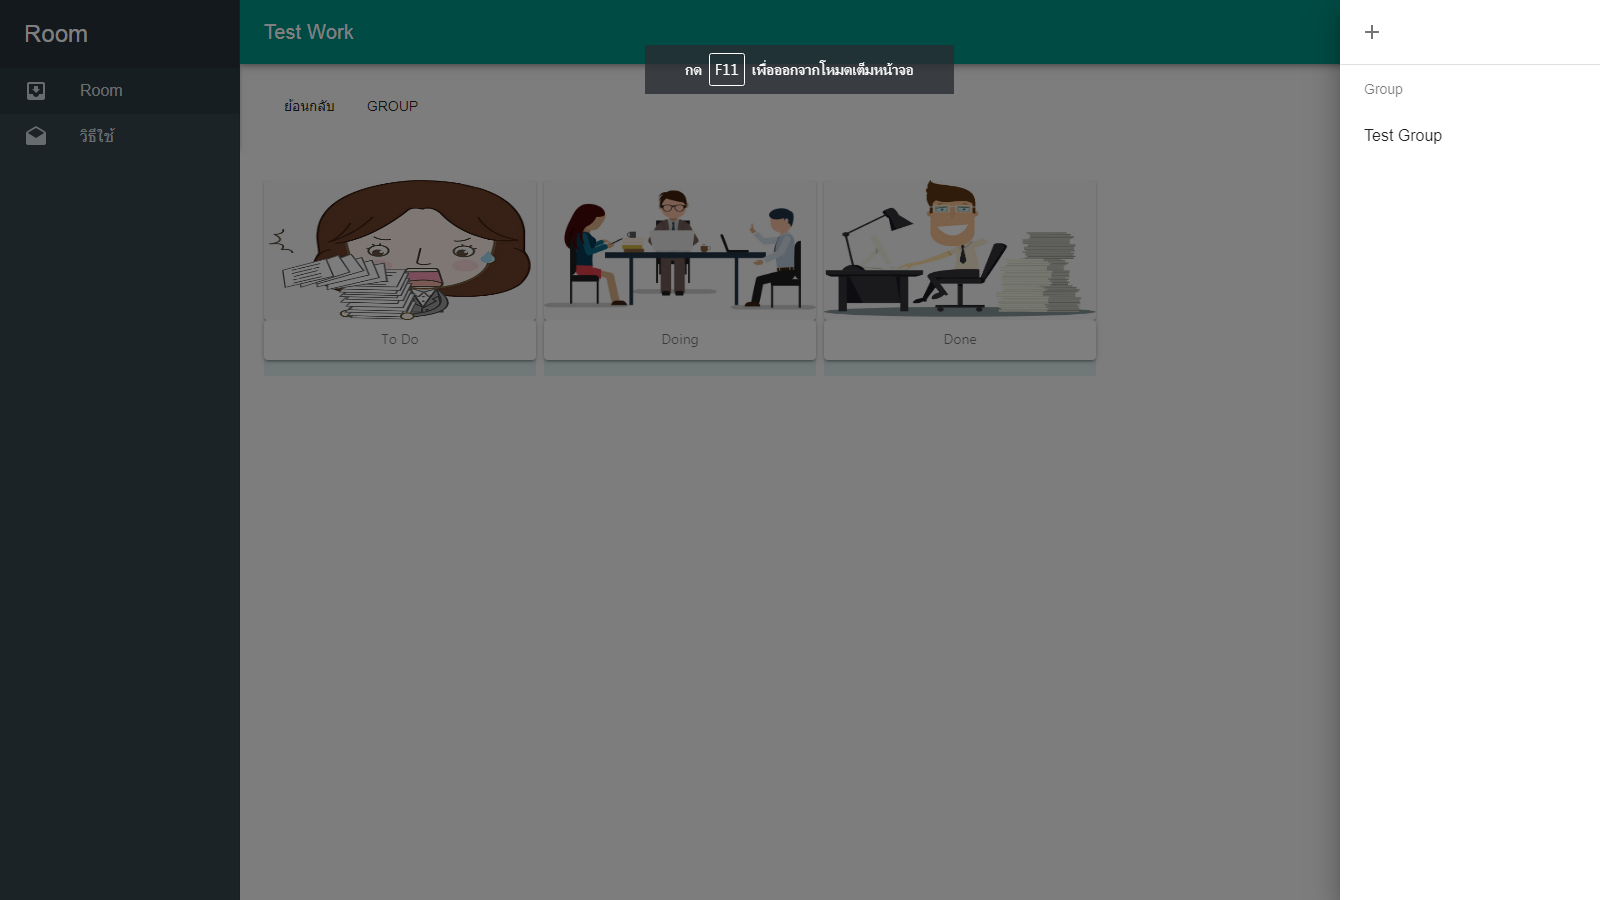 Room
Room
วิธีใช้
Test Work
กด F11 เพื่อออกจากโหมดเต็มหน้าจอ
ย้อนกลับ GROUP
To Do
Doing
Done
Group
Test Group